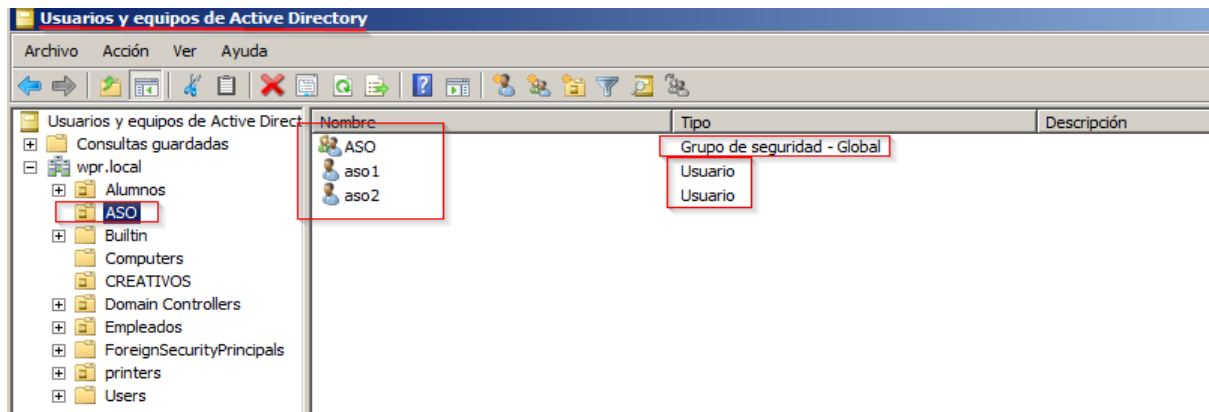 Usuarios y equipos de Active Directory
Archivo Acción Ver Ayuda
Usuarios y equipos de Active Direct
Consultas guardadas
wpr.local
Alumnos
ASO
Builtin
Computers
CREATIVOS
Domain Controllers
Empleados
ForeignSecurityPrincipals
printers
Users
Nombre Tipo Descripción
ASO Grupo de seguridad - Global
aso1 Usuario
aso2 Usuario